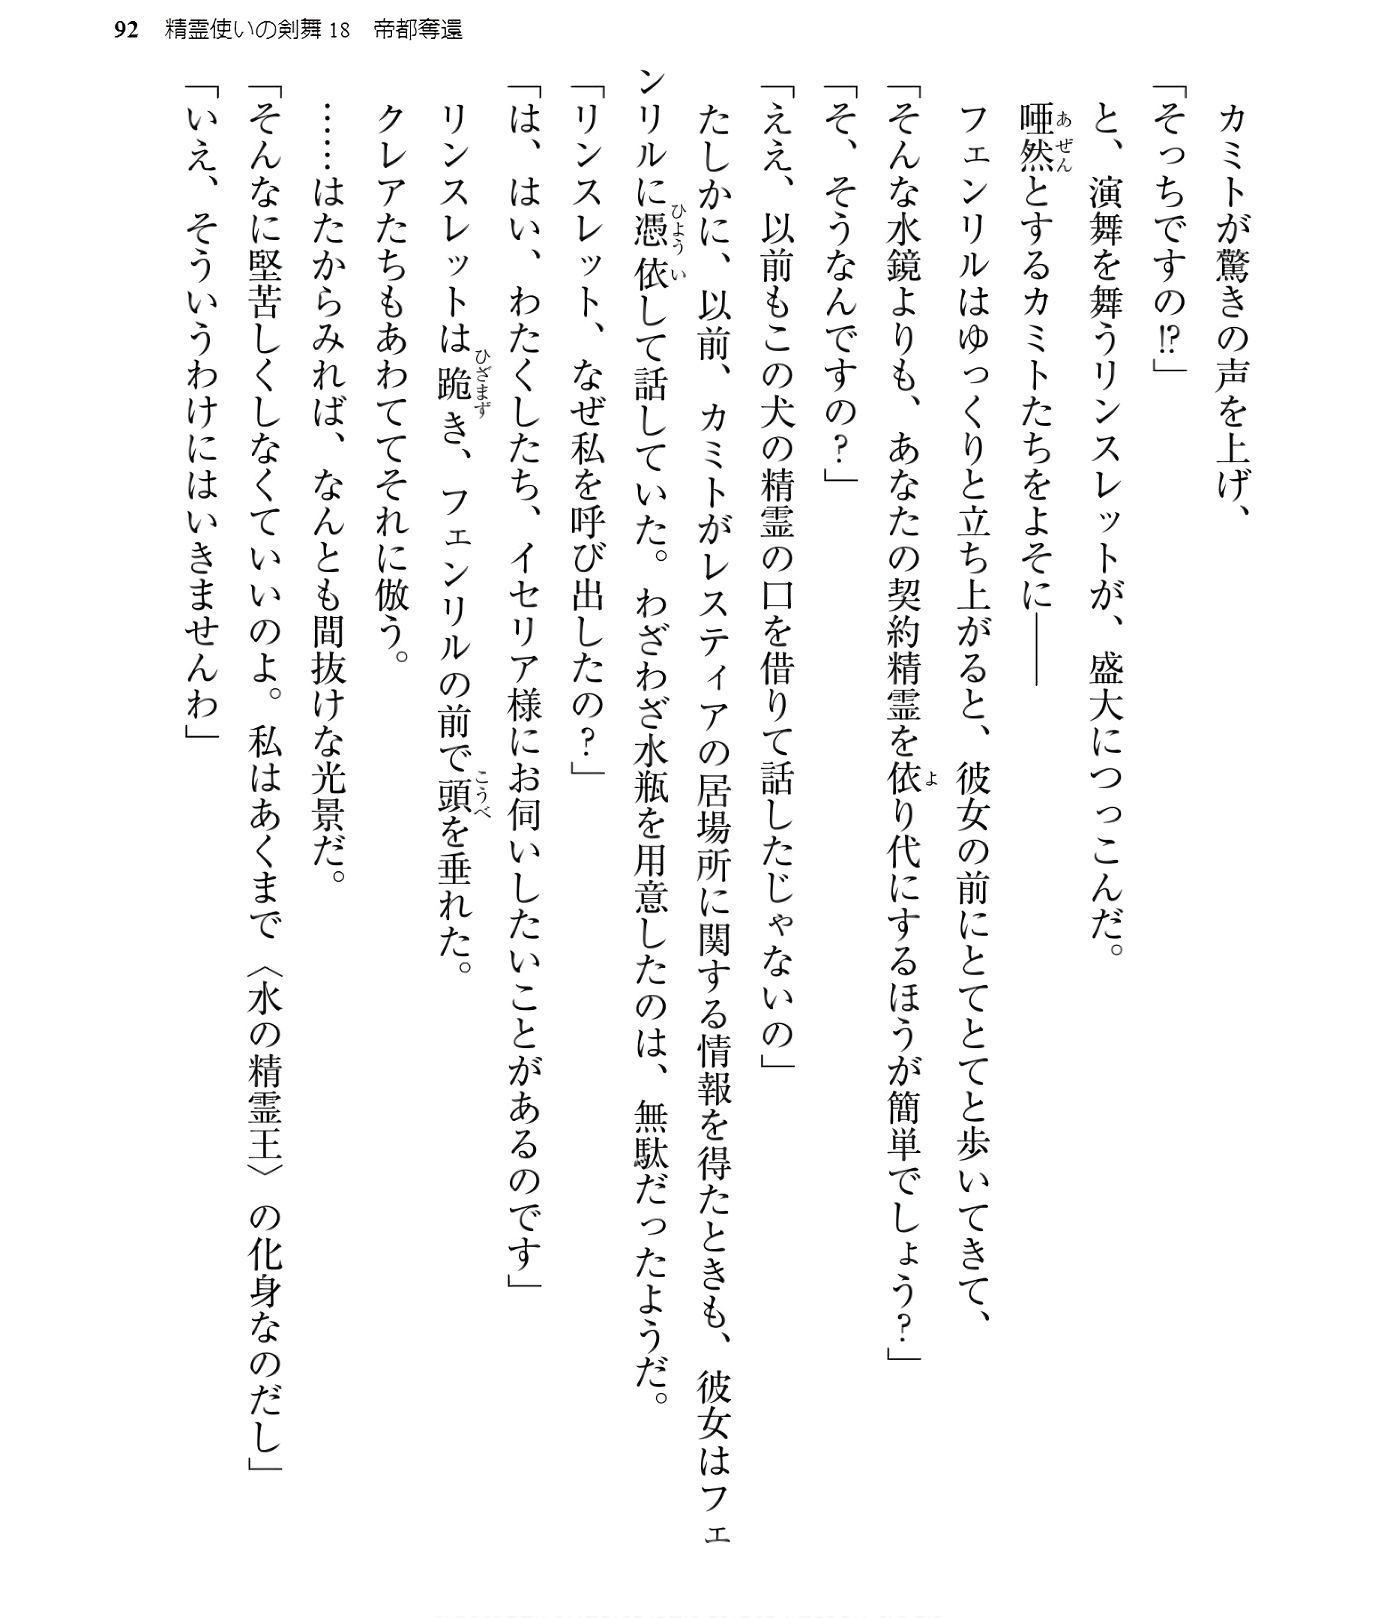 92 精霊使いの剣舞18 帝都奪還
カミトが驚きの声を上げ、
「そっちですの!?」
と、演舞を舞うリンスレットが、盛大につっこんだ。
唖然とするカミトたちをよそに――
フェンリルはゆっくりと立ち上がると、彼女の前にとてとてと歩いてきて、
「そんな水鏡よりも、あなたの契約精霊を依り代にするほうが簡単でしょう？」
「そ、そうなんですの？」
「ええ、以前もこの犬の精霊の口を借りて話したじゃないの」
たしかに、以前、カミトがレスティアの居場所に関する情報を得たときも、彼女はフェ
ンリルに憑依して話していた。わざわざ水瓶を用意したのは、無駄だったようだ。
「リンスレット、なぜ私を呼び出したの？」
「は、はい、わたくしたち、イセリア様にお伺いしたいことがあるのです」
リンスレットは跪き、フェンリルの前で頭を垂れた。
クレアたちもあわててそれに倣う。
……はたからみれば、なんとも間抜けな光景だ。
「そんなに堅苦しくしなくていいのよ。私はあくまで〈水の精霊王〉の化身なのだし」
「いえ、そういうわけにはいきませんわ」